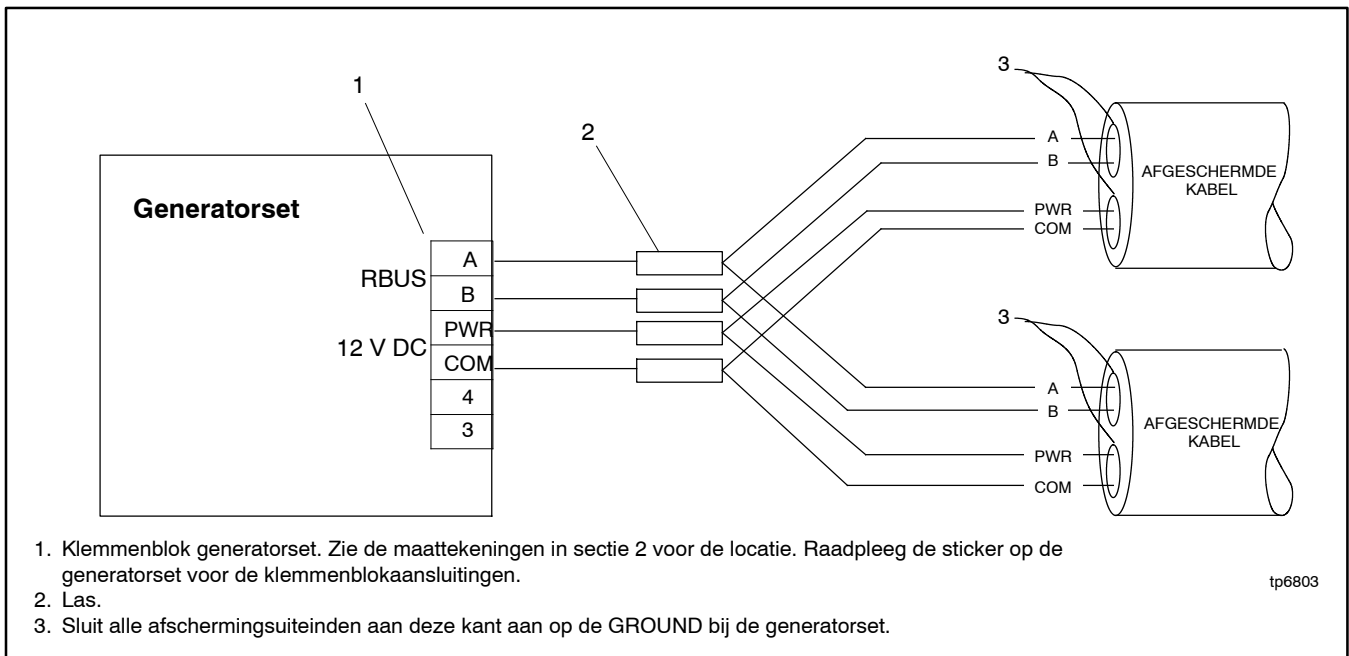 1
2
3
Generatorset
RBUS
12 V DC
A
B
PWR
COM
4
3
A
B
PWR
COM
AFGESCHERMDE
KABEL
3
A
B
PWR
COM
AFGESCHERMDE
KABEL
1. Klemmenblok generatorset. Zie de maattekeningen in sectie 2 voor de locatie. Raadpleeg de sticker op de
generatorset voor de klemmenblokaansluitingen.
2. Las.
3. Sluit alle afschermingsuiteinden aan deze kant aan op de GROUND bij de generatorset.
tp6803